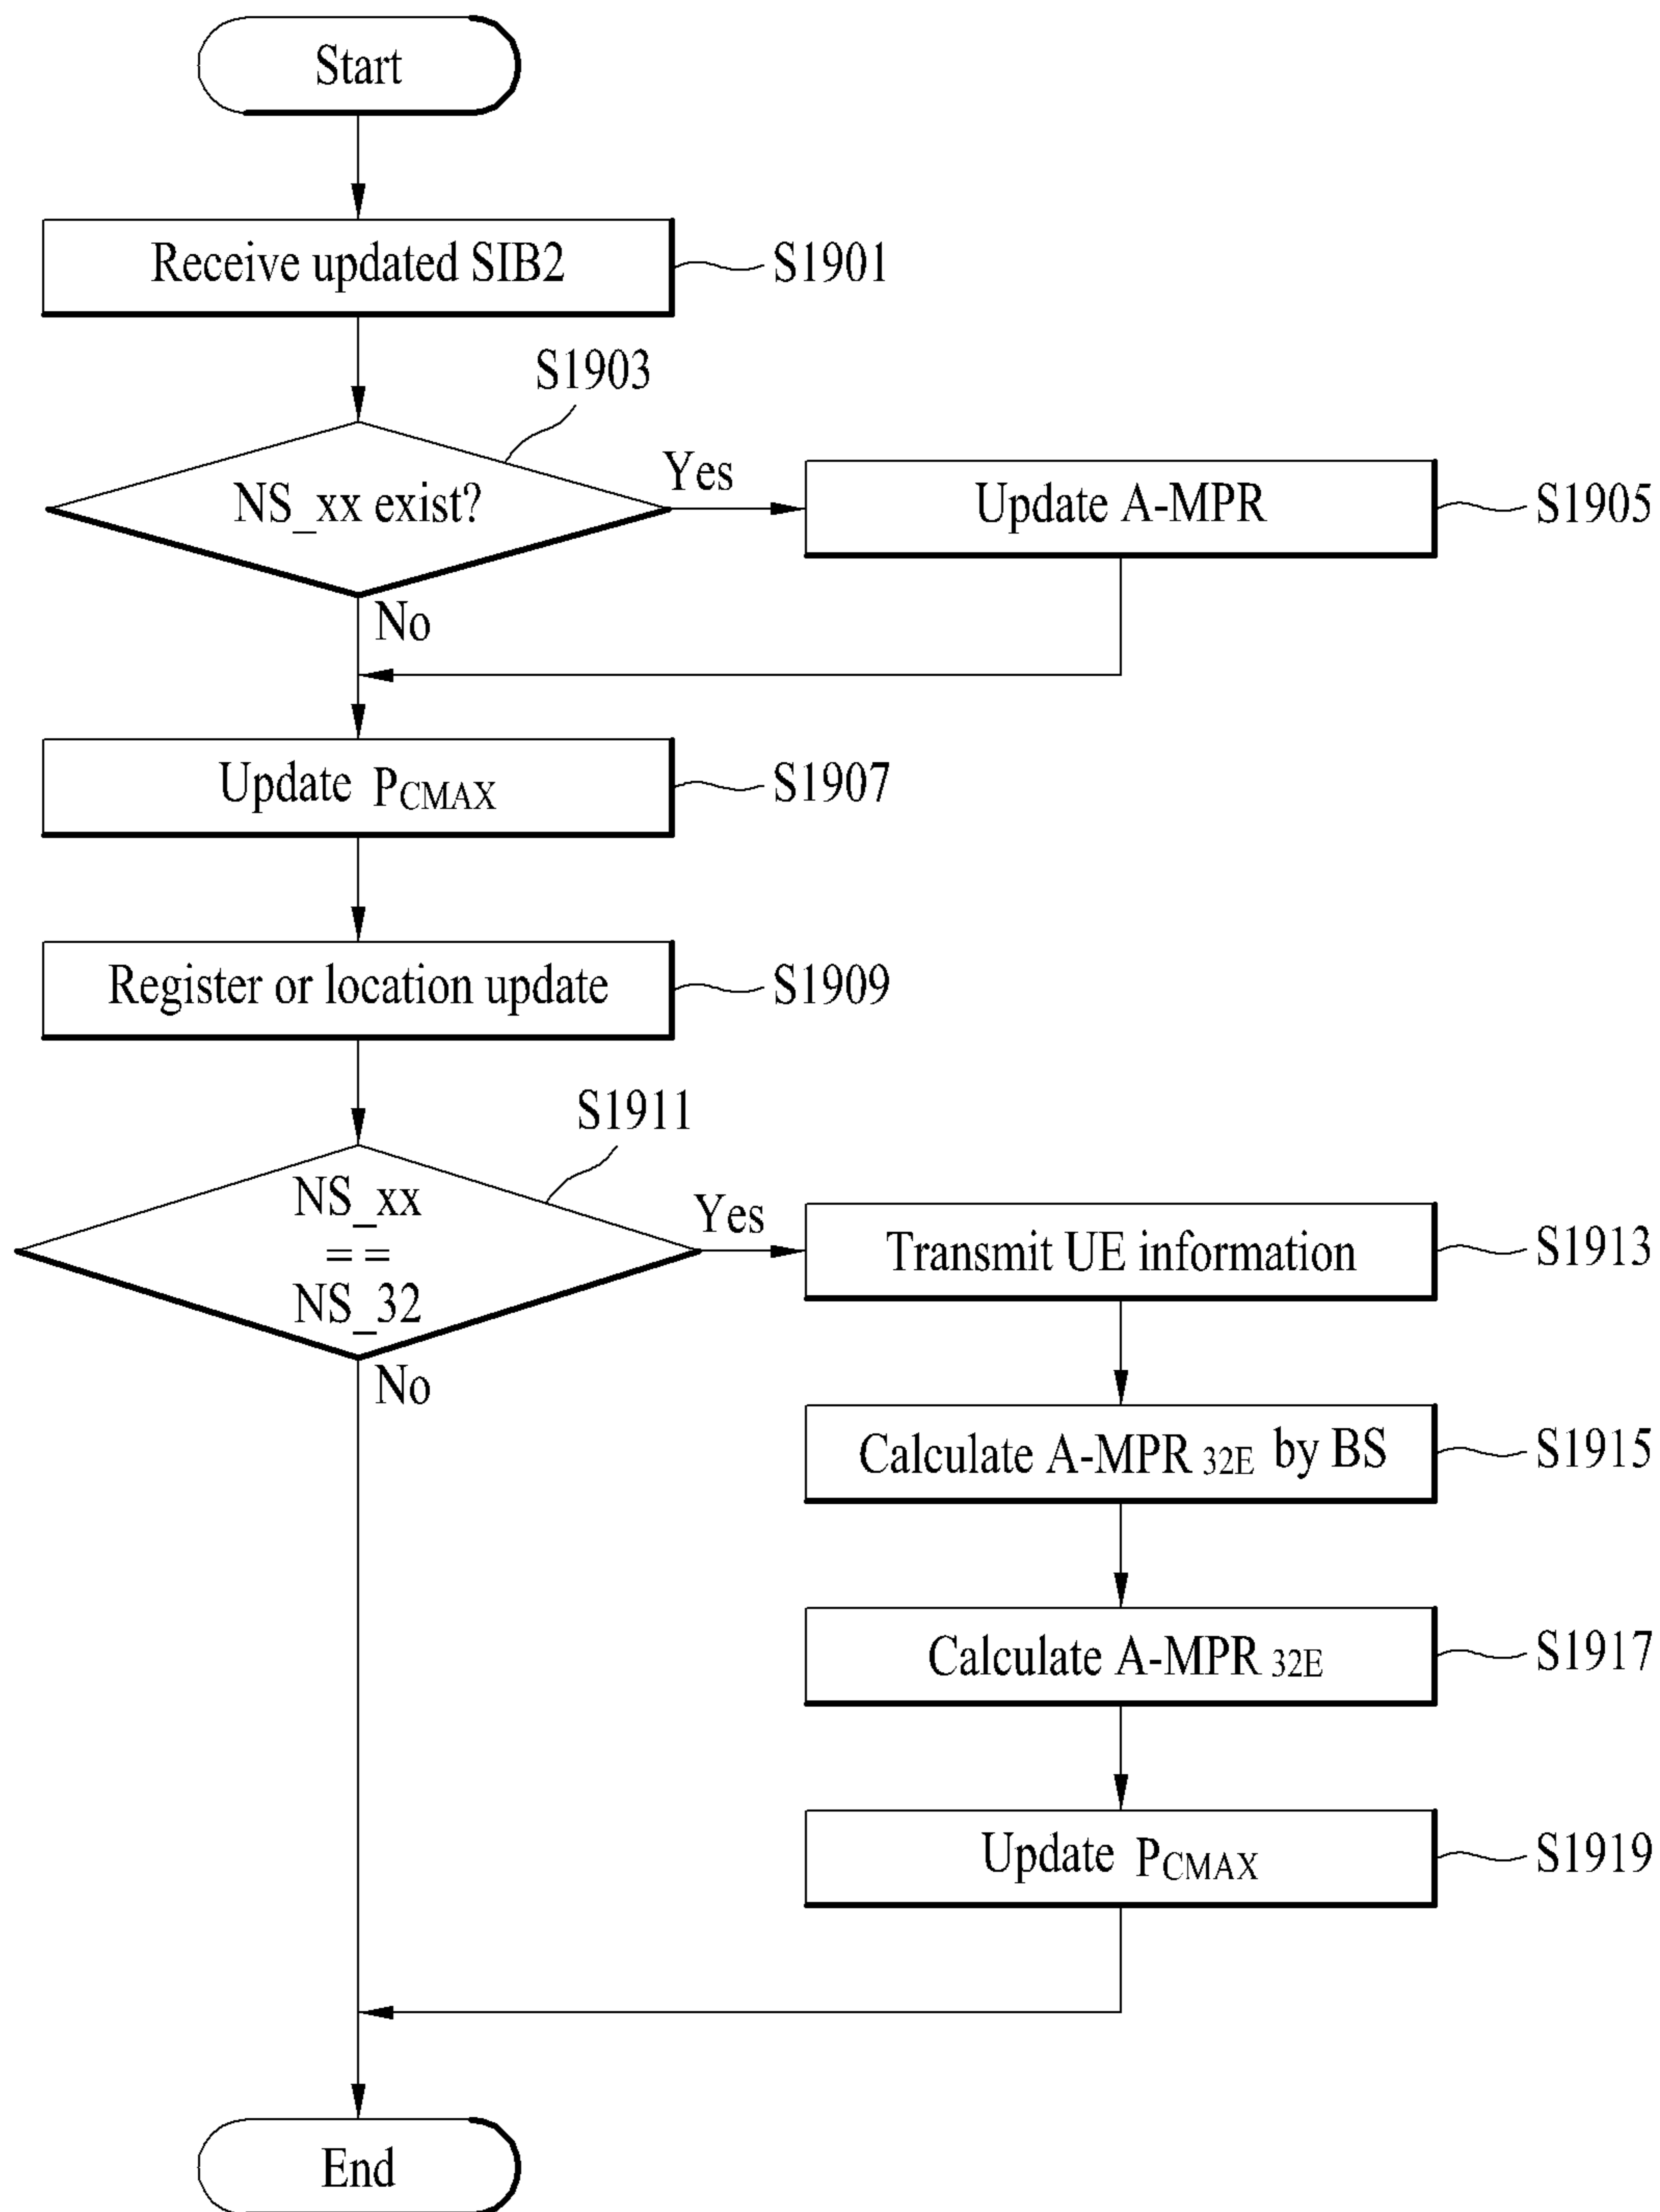 Start
Receive updated SIB2
S1901
S1903
NS_xx exist?
Yes
Update A-MPR
S1905
No
Update PCMAX
S1907
Register or location update
S1909
S1911
NS_xx
==
NS_32
Yes
Transmit UE information
S1913
No
Calculate A-MPR 32E by BS
S1915
Calculate A-MPR 32E
S1917
Update PCMAX
S1919
End